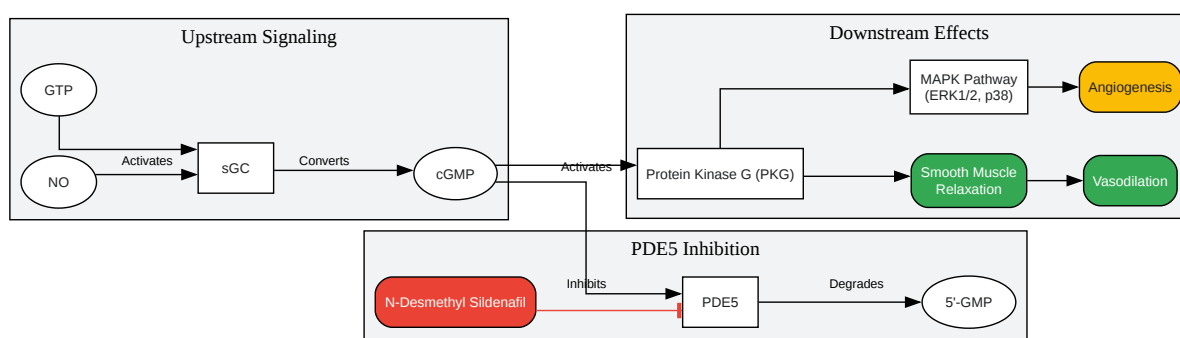 Upstream Signaling
GTP
NO
Activates
sGC
Converts
cGMP
Activates
Downstream Effects
Protein Kinase G (PKG)
MAPK Pathway
(ERK1/2, p38)
Angiogenesis
Smooth Muscle
Relaxation
Vasodilation
PDE5 Inhibition
N-Desmethyl Sildenafil
Inhibits
PDE5
Degrades
5'-GMP